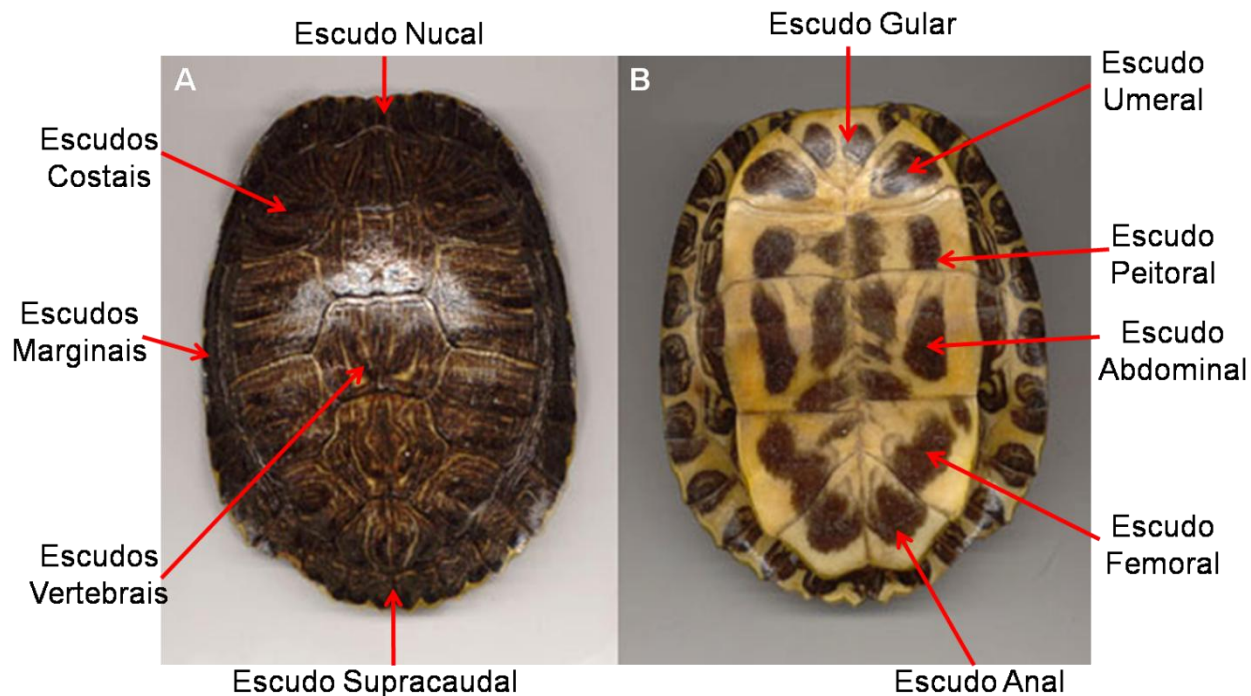 Escudo Nucal
Escudo Gular
A
B
Escudo
Umeral
Escudos
Costais
Escudo
Peitoral
Escudos
Marginais
Escudo
Abdominal
Escudos
Vertebrais
Escudo
Femoral
Escudo Supracaudal
Escudo Anal